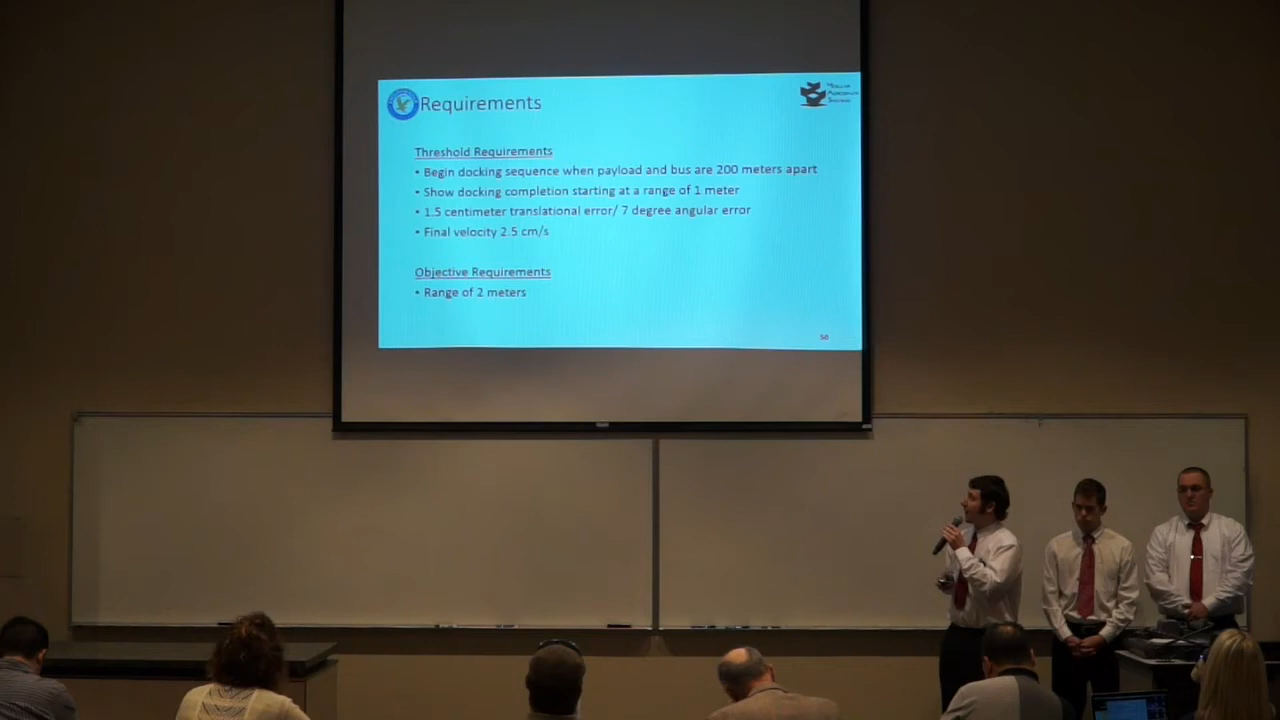 Requirements
Threshold Requirements
• Begin docking sequence when payload and bus are 200 meters apart
• Show docking completion starting at a range of 1 meter
• 1.5 centimeter translational error/ 7 degree angular error
• Final velocity 2.5 cm/s
Objective Requirements
• Range of 2 meters
50